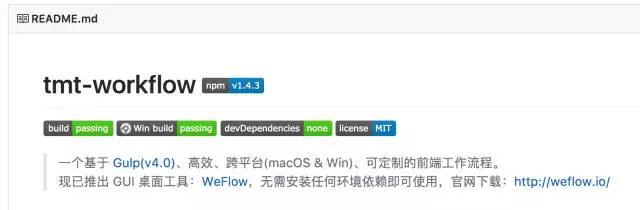 README.md
tmt-workflow npm v1.4.3
build passing Win build passing devDependencies none license MIT
一个基于 Gulp(v4.0)、高效、跨平台(macOS & Win)、可定制的前端工作流程。
现已推出 GUI 桌面工具：WeFlow，无需安装任何环境依赖即可使用，官网下载：http://weflow.io/